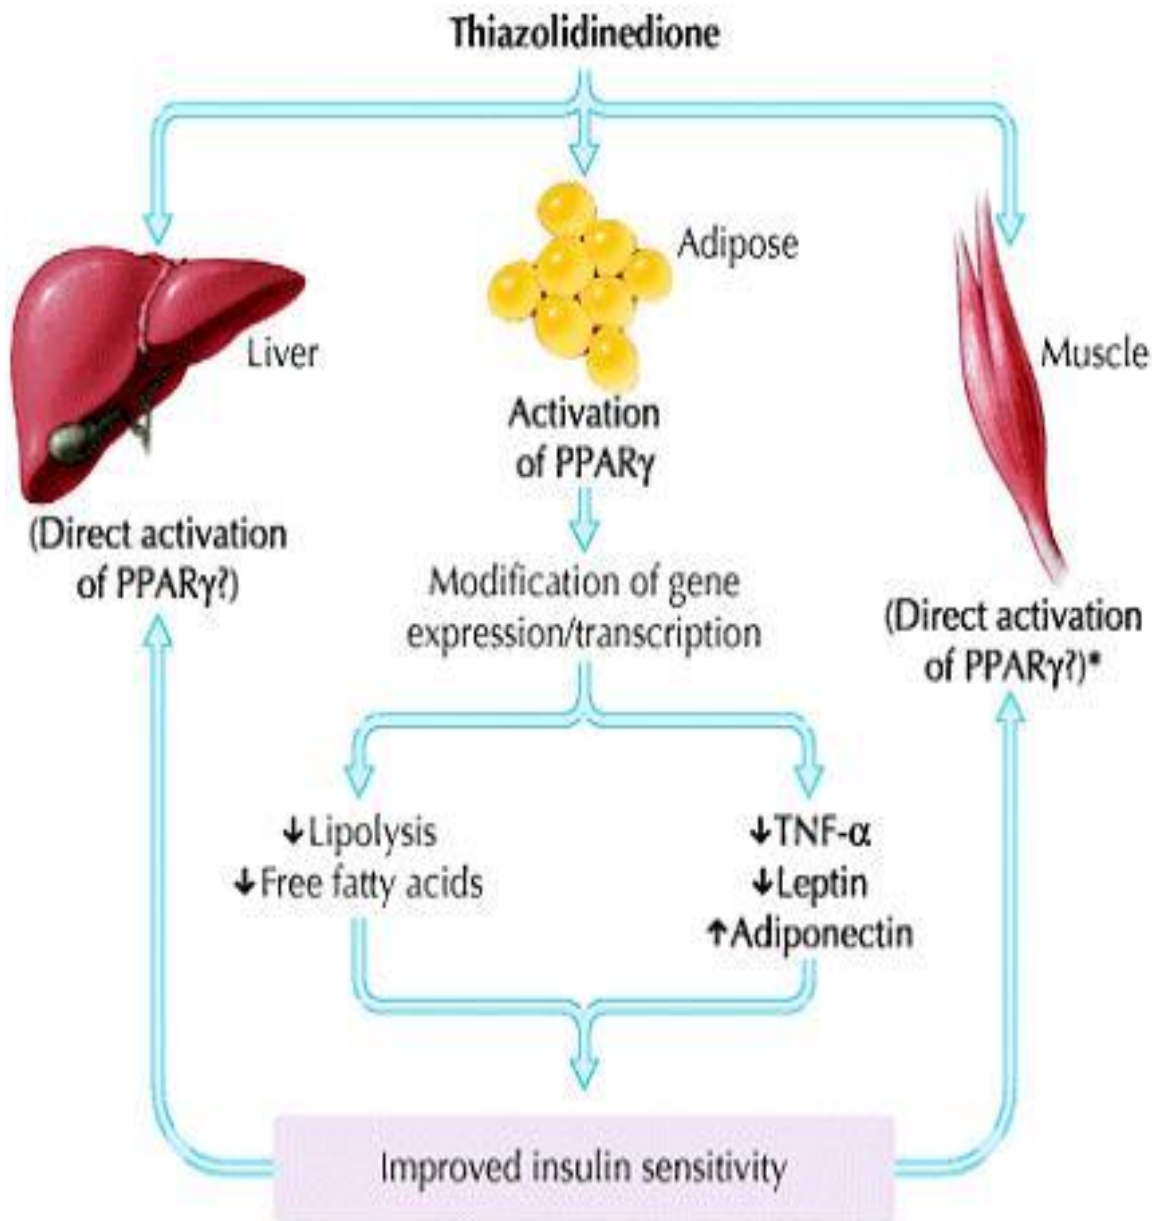 Thiazolidinedione
Adipose
Liver
Muscle
Activation
of PPARγ
(Direct activation
of PPARγ?)
Modification of gene
expression/transcription
(Direct activation
of PPARγ?)*
↓Lipolysis
↓Free fatty acids
↓TNF-α
↓Leptin
↑Adiponectin
Improved insulin sensitivity